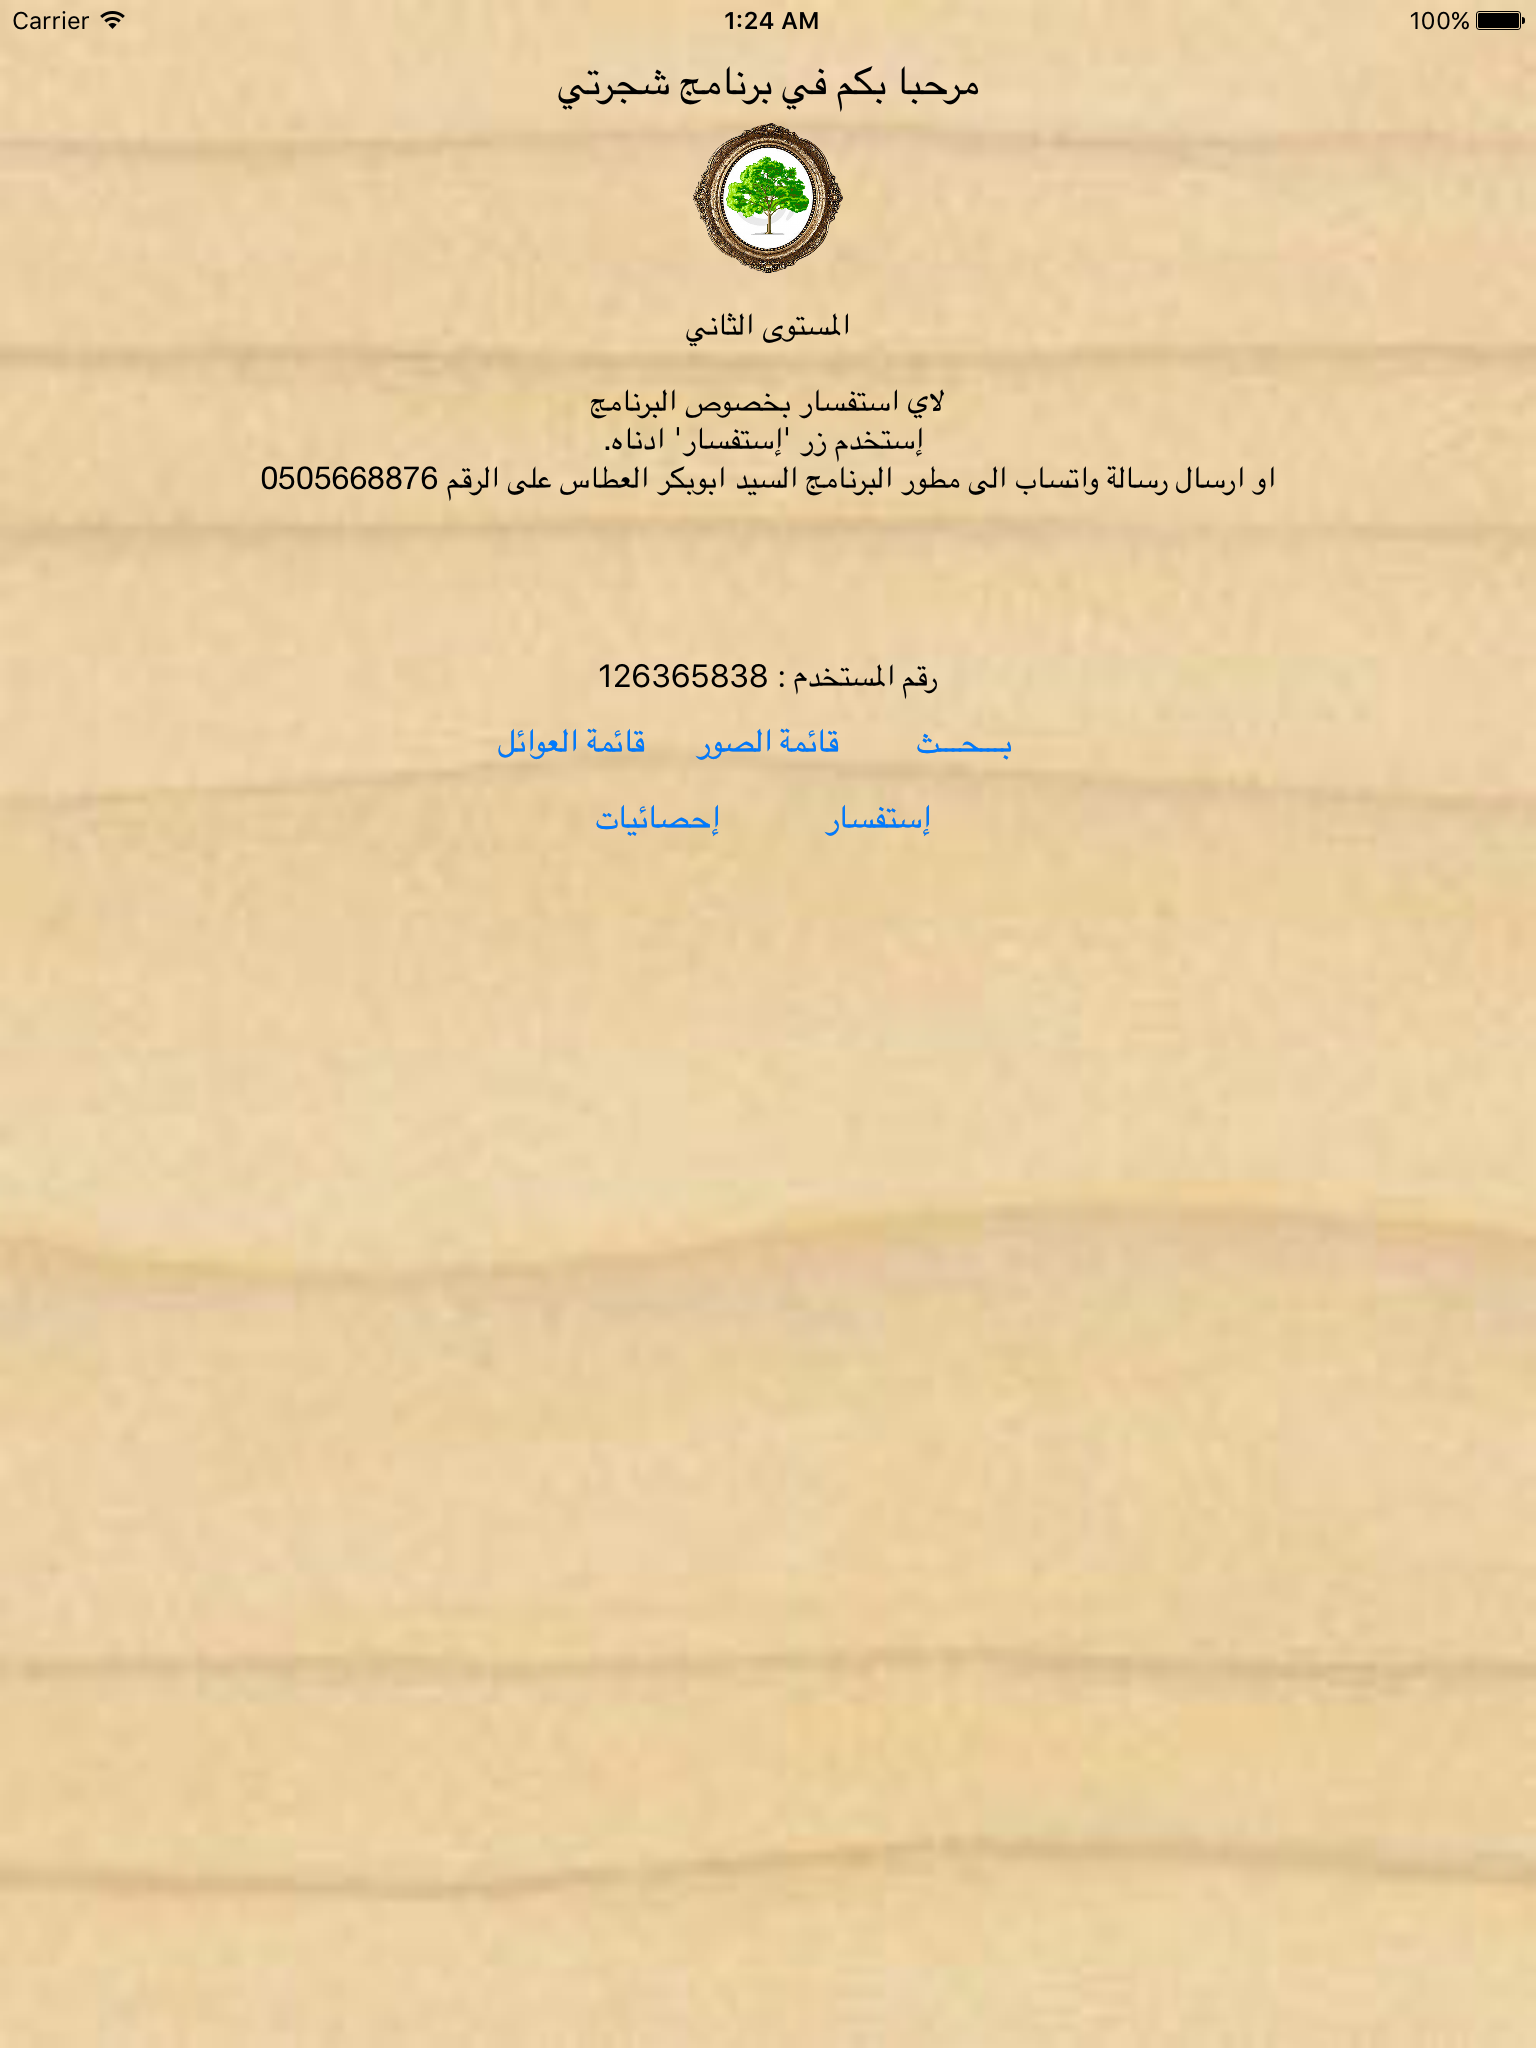 Carrier 1:24 AM 100%
مرحبا بكم في برنامج شجرتي
المستوى الثاني
لاي استفسار بخصوص البرنامج
إستخدم زر 'إستفسار' ادناه.
او ارسال رسالة واتساب الى مطور البرنامج السيد ابوبكر العطاس على الرقم 0505668876
رقم المستخدم : 126365838
بـــحـــث قائمة الصور قائمة العوائل
إستفسار إحصائيات